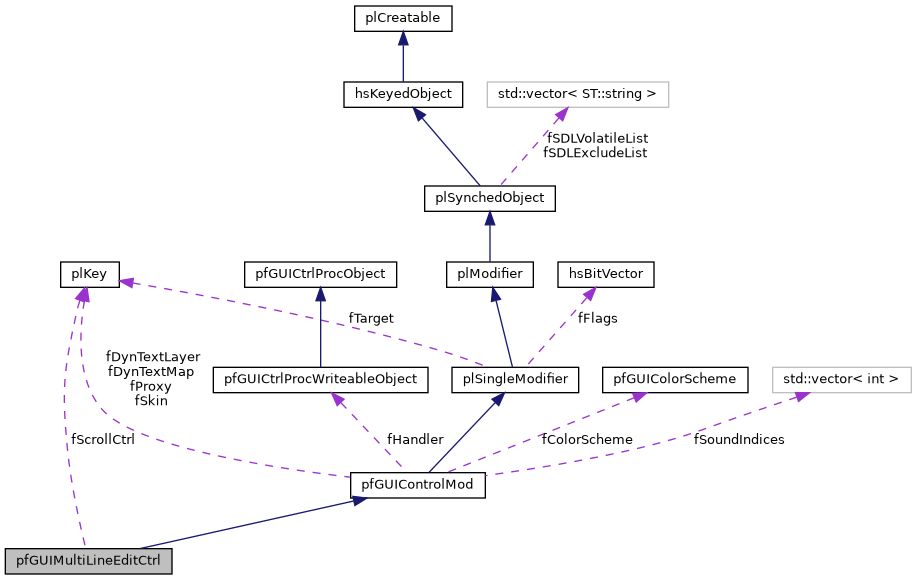 plCreatable
hsKeyedObject
std::vector< ST::string >
fSDLVolatileList
fSDLExcludeList
plSynchedObject
plKey
pfGUICtrlProcObject
plModifier
hsBitVector
fTarget
fFlags
fDynTextLayer
fDynTextMap
fProxy
fSkin
pfGUICtrlProcWriteableObject
plSingleModifier
pfGUIColorScheme
std::vector< int >
fScrollCtrl
fHandler
fColorScheme
fSoundIndices
pfGUIControlMod
pfGUIMultiLineEditCtrl